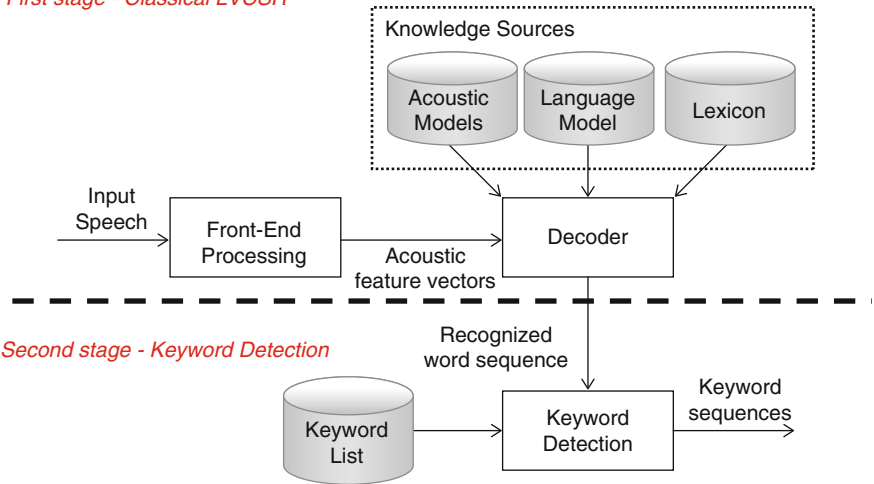 First stage - Classical LVCSR
Knowledge Sources
Acoustic
Models
Language
Model
Lexicon
Input
Speech
Front-End
Processing
Acoustic
feature vectors
Decoder
Second stage - Keyword Detection
Recognized
word sequence
Keyword
List
Keyword
Detection
Keyword
sequences